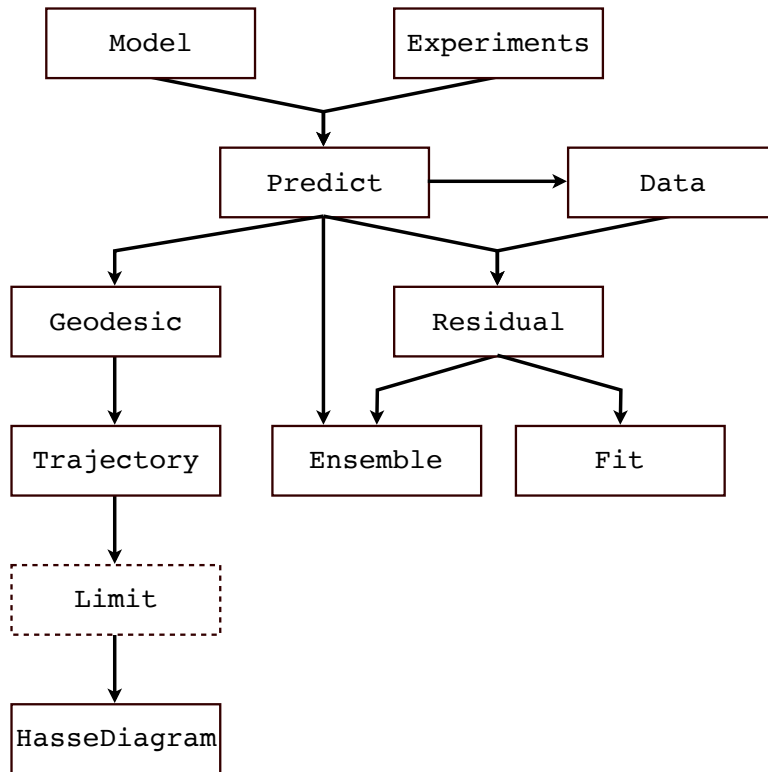 Model
Experiments
Predict
Data
Geodesic
Residual
Trajectory
Ensemble
Fit
Limit
HasseDiagram